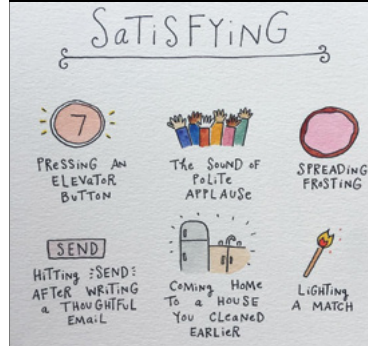 SaTiSFYiNG
7
PRESSING AN
ELEVaToR
BUTTON
The SouND oF
PoLiTe
APPLAUSE
SPREADING
FROSTING
SEND
HiTTiNG :SEND:
AFTER WRiTiNG
a THoUGHTFUL
EMaiL
CoMiNG HoME
To a HoUSE
YoU CLEaNED
EARLiER
LiGHTiNG
A MATCH